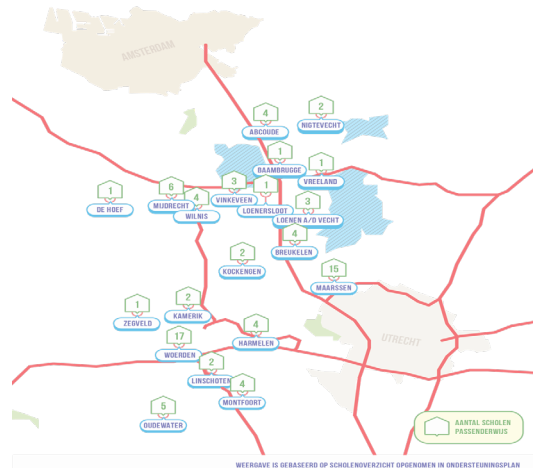 AMSTERDAM
4
ABCOUDE
2
NIGTEVECHT
1
BAAMBRUGGE
1
VREELAND
3
VINKEVEEN
1
LOENERSLOOT
3
LOENEN A/D VECHT
1
DE HOEF
6
MIJDRECHT
4
WILNIS
4
BREUKELEN
2
KOCKENGEN
15
MAARSSEN
1
ZEGVELD
2
KAMERIK
4
HARMELEN
UTRECHT
17
WOERDEN
2
LINSCHOTEN
4
MONTFOORT
5
OUDEWATER
AANTAL SCHOLEN
PASSENDERWIJS
WEERGAVE IS GEBASEERD OP SCHOLENOVERZICHT OPGENOMEN IN ONDERSTEUNINGSPLAN